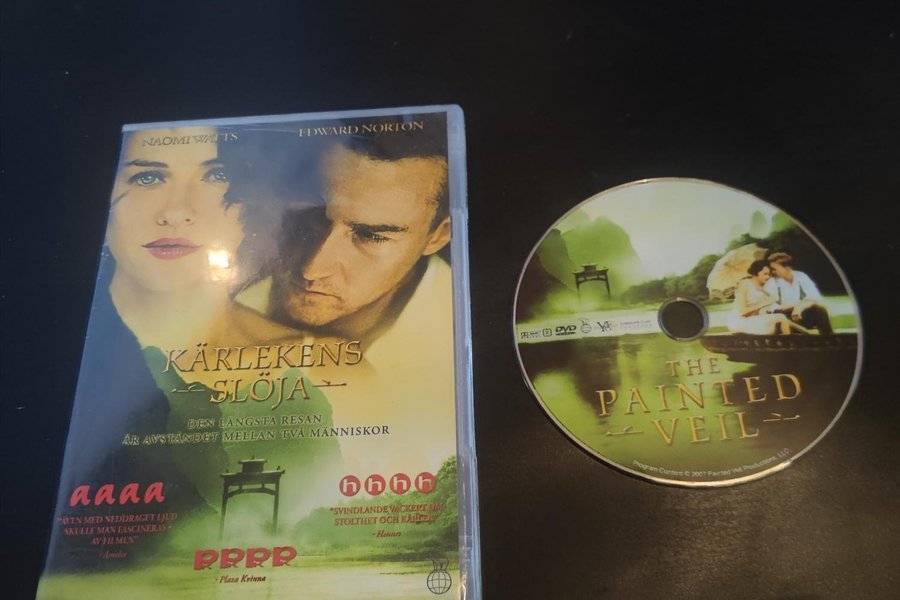 NAOMI WATTS
EDWARD NORTON
KÄRLEKENS
SLÖJA
DEN LÄNGSTA RESAN
ÄR AVSTÅNDET MELLAN TVÅ MÄNNISKOR
aaaa
"ÄVEN MED NEDDRAGET LJUD
SKULLE MAN FASCINERAS
AV FILMEN"
- Amelia
hhhh
"SVINDLANDE VACKERT OM
STOLTHET OCH KÄRLEK"
- Hennes
PPPP
- Plaza Kvinna
DVD
THE
PAINTED
VEIL
Program Content © 2007 Painted Veil Productions, LLC